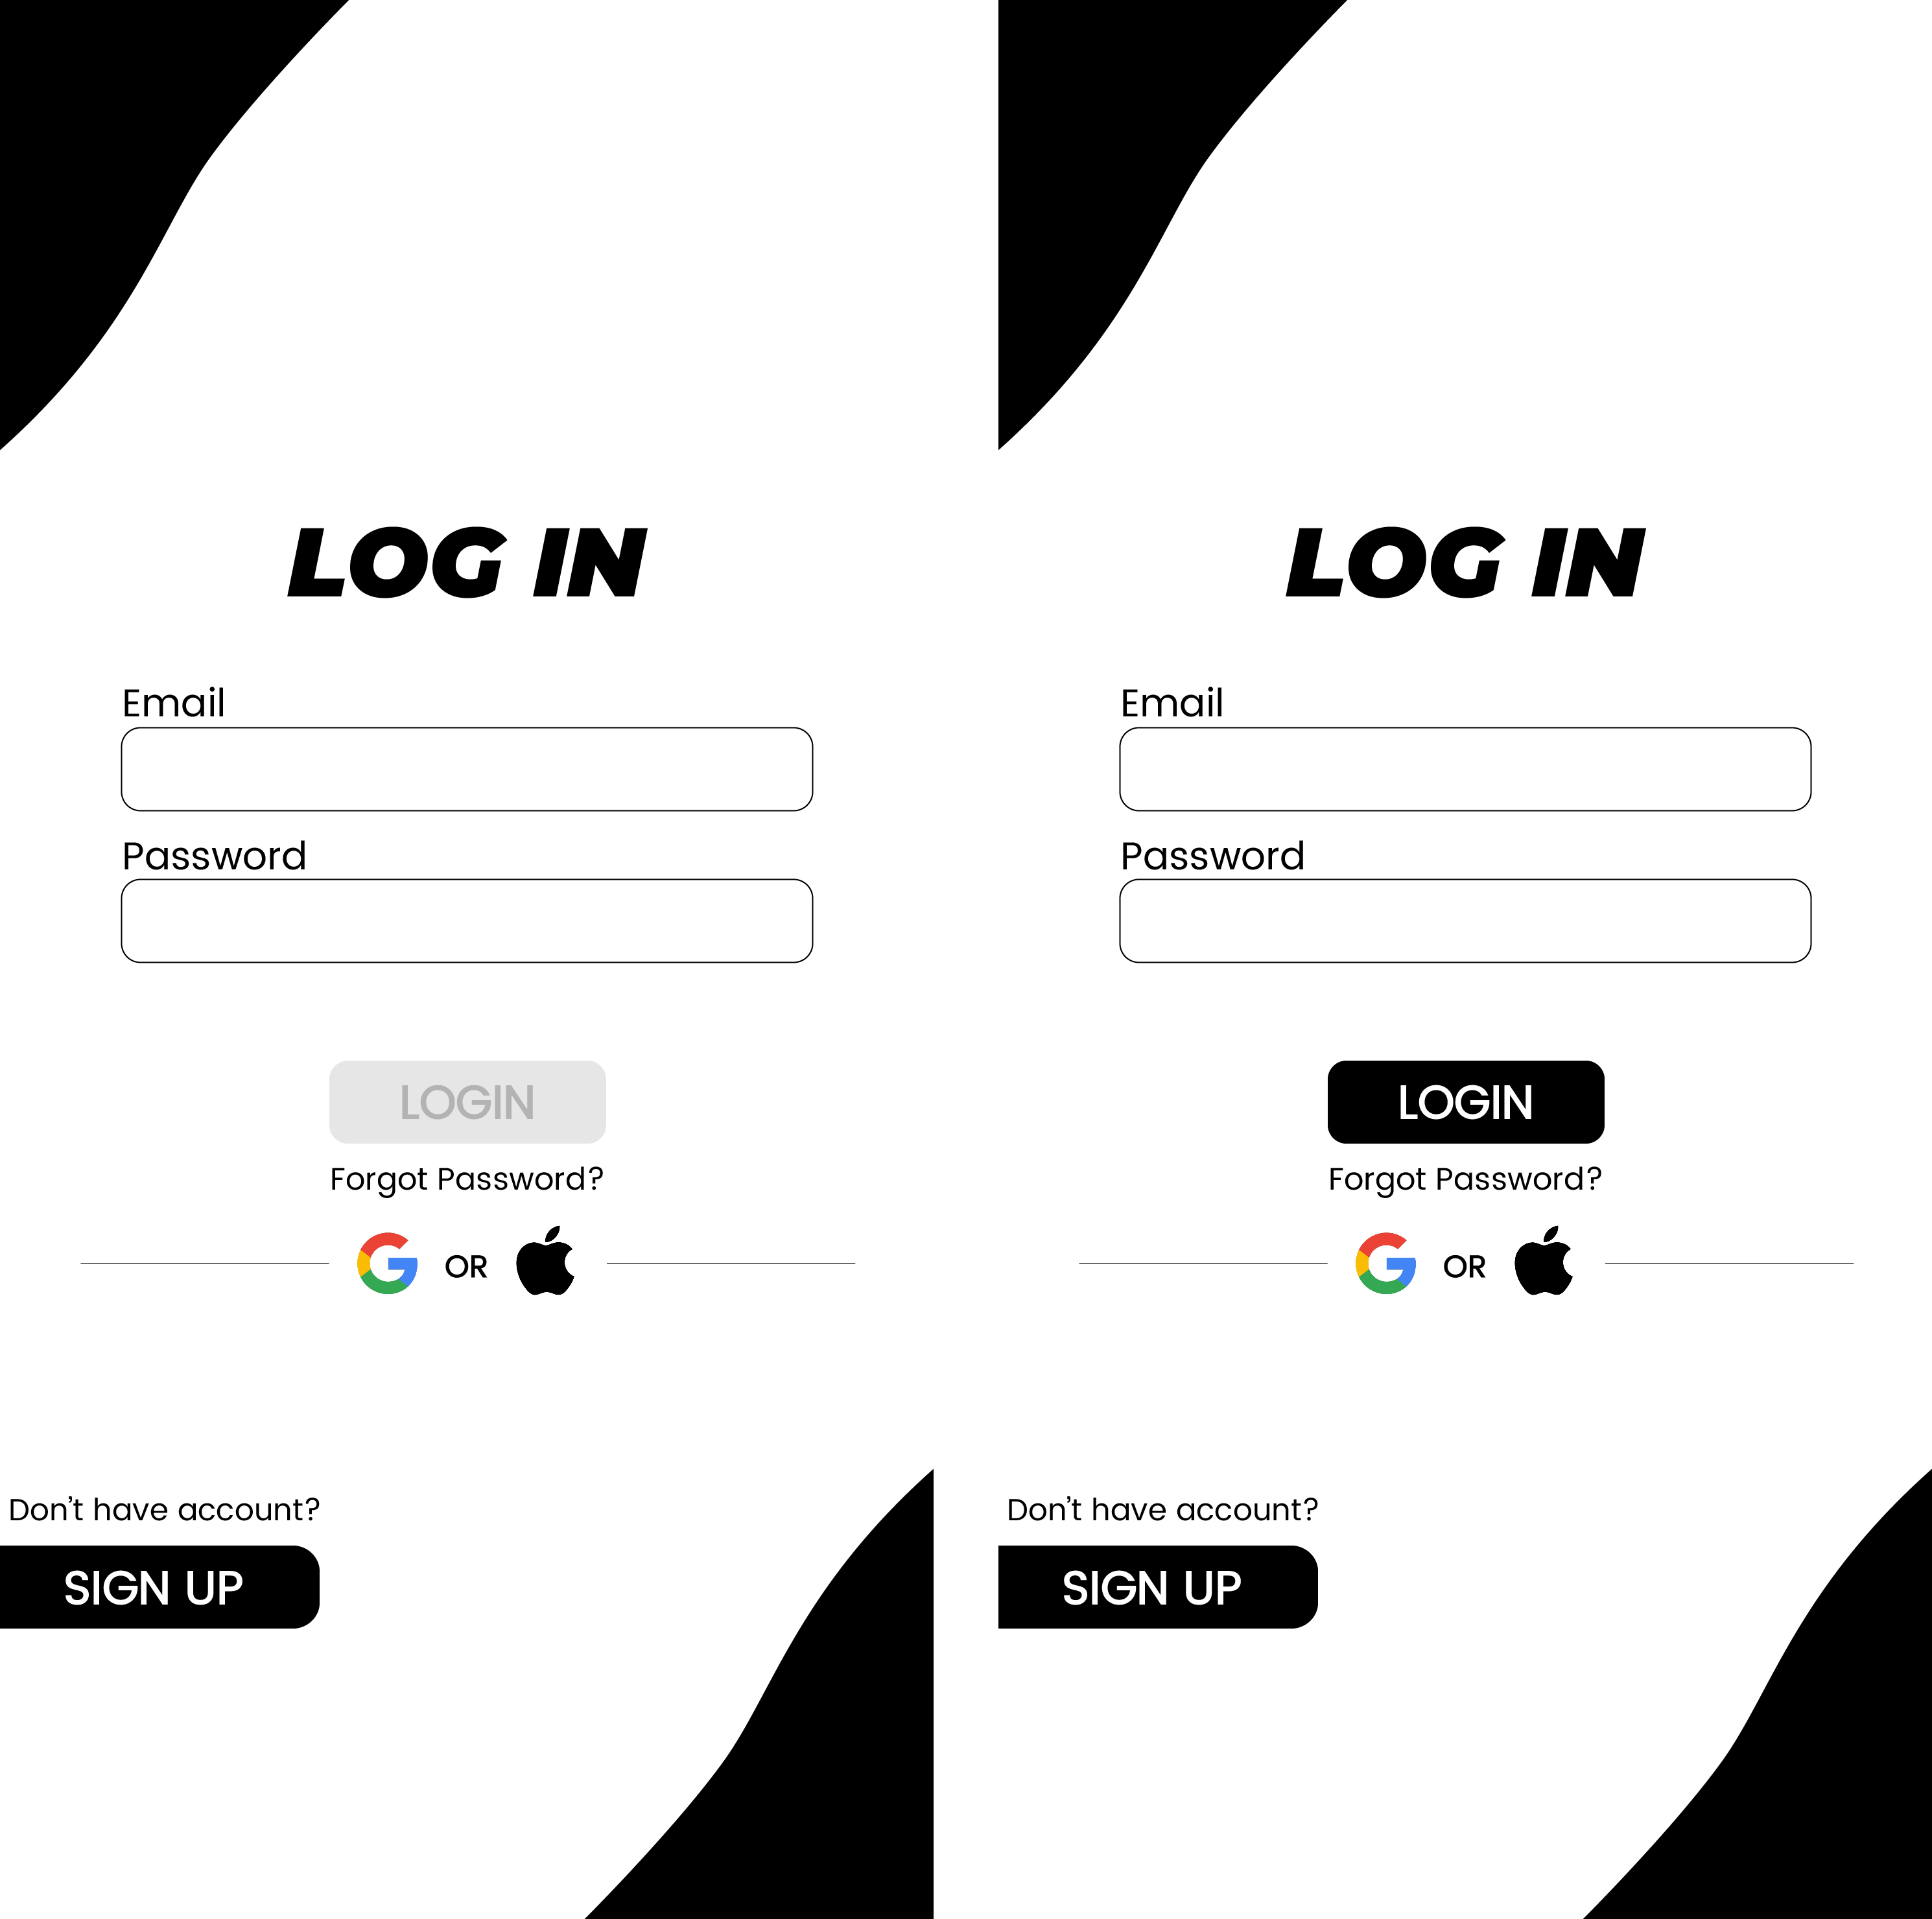 LOG IN
Email
Password
LOGIN
Forgot Password?
OR
Don’t have account?
SIGN UP
LOG IN
Email
Password
LOGIN
Forgot Password?
OR
Don’t have account?
SIGN UP